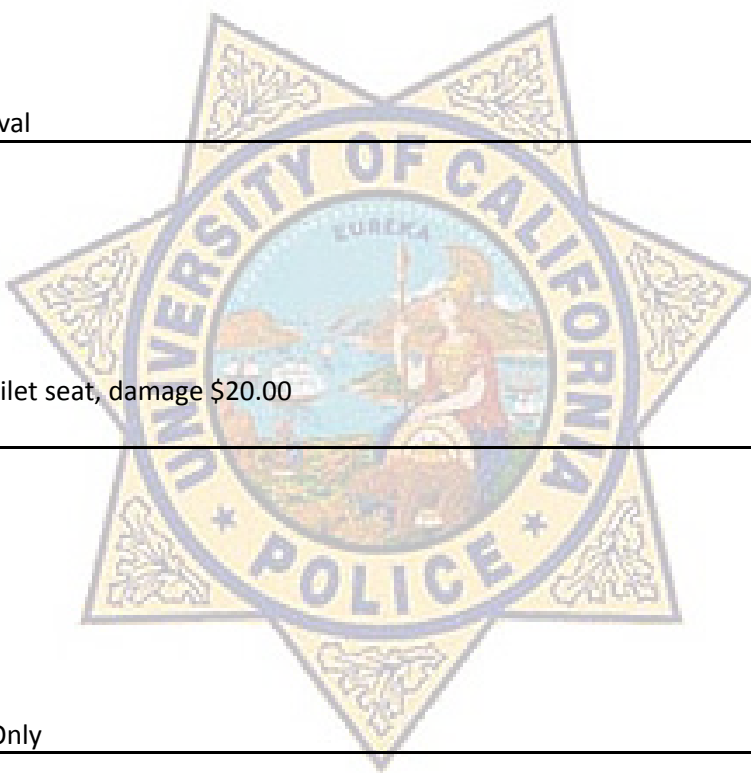 val
UNIVERSITY OF CALIFORNIA
EUREKA
ilet seat, damage $20.00
★ POLICE ★
Only